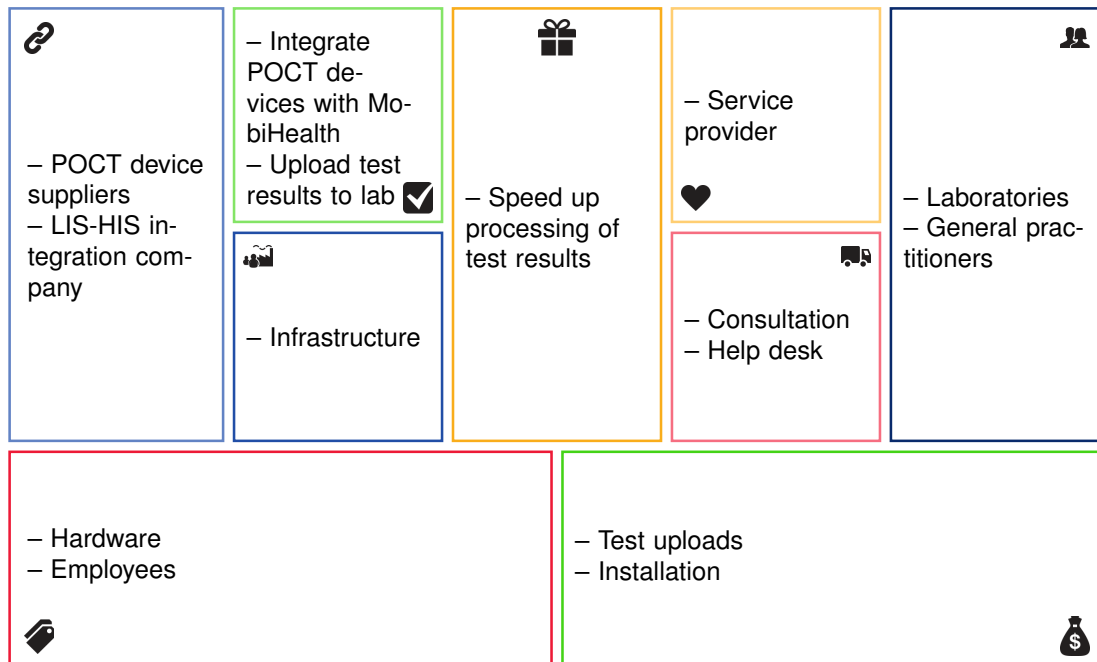 – POCT device
suppliers
– LIS-HIS in-
tegration com-
pany
– Integrate
POCT de-
vices with Mo-
biHealth
– Upload test
results to lab
– Infrastructure
– Speed up
processing of
test results
– Service
provider
– Consultation
– Help desk
– Laboratories
– General prac-
titioners
– Hardware
– Employees
– Test uploads
– Installation
$